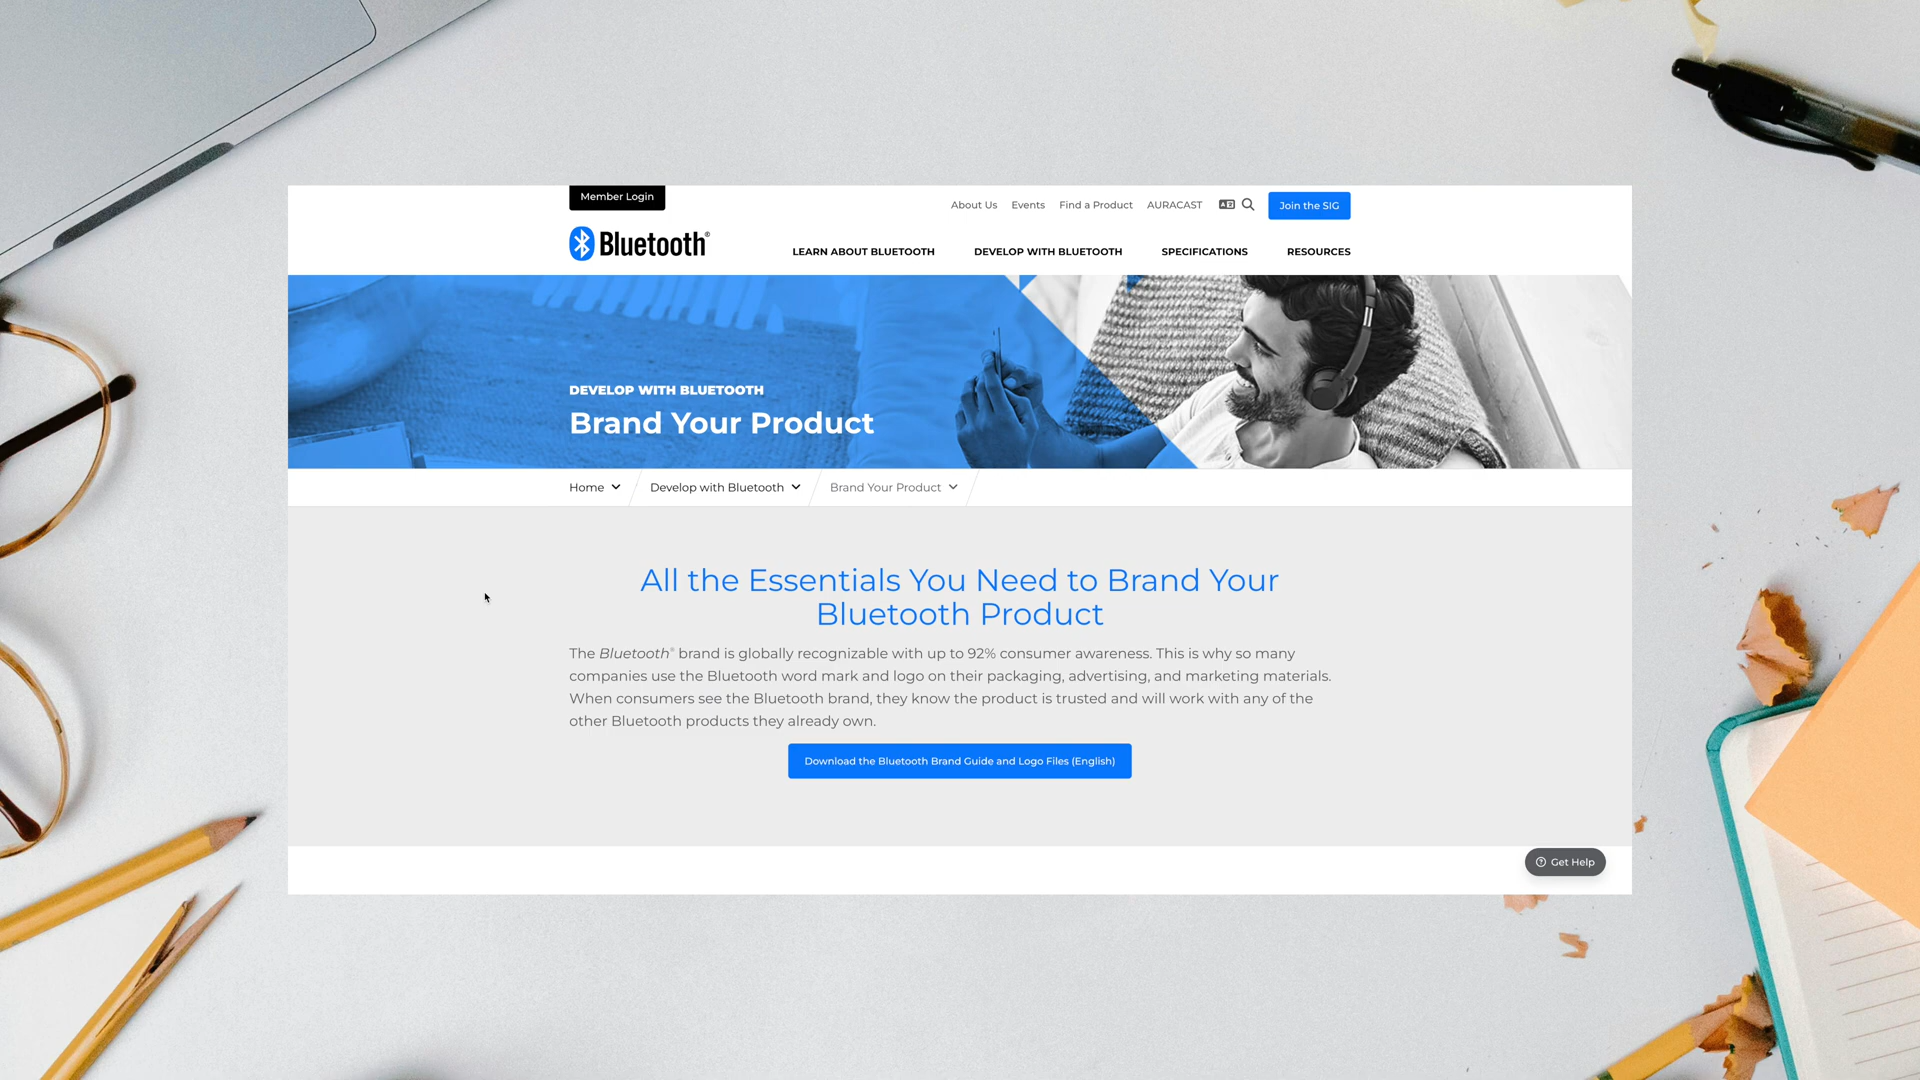 Member Login
About Us Events Find a Product AURACAST Join the SIG
Bluetooth®
LEARN ABOUT BLUETOOTH DEVELOP WITH BLUETOOTH SPECIFICATIONS RESOURCES
DEVELOP WITH BLUETOOTH
Brand Your Product
Home Develop with Bluetooth Brand Your Product
All the Essentials You Need to Brand Your
Bluetooth Product
The Bluetooth® brand is globally recognizable with up to 92% consumer awareness. This is why so many
companies use the Bluetooth word mark and logo on their packaging, advertising, and marketing materials.
When consumers see the Bluetooth brand, they know the product is trusted and will work with any of the
other Bluetooth products they already own.
Download the Bluetooth Brand Guide and Logo Files (English)
Get Help